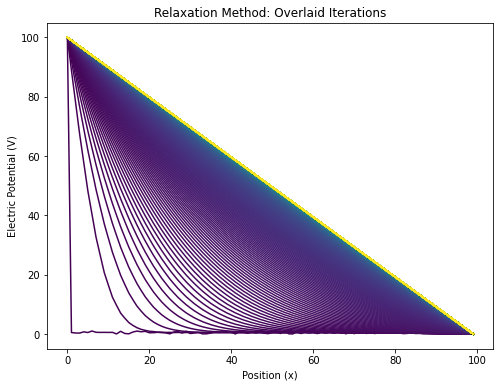 Relaxation Method: Overlaid Iterations
Electric Potential (V)
100
80
60
40
20
0
0 20 40 60 80 100
Position (x)